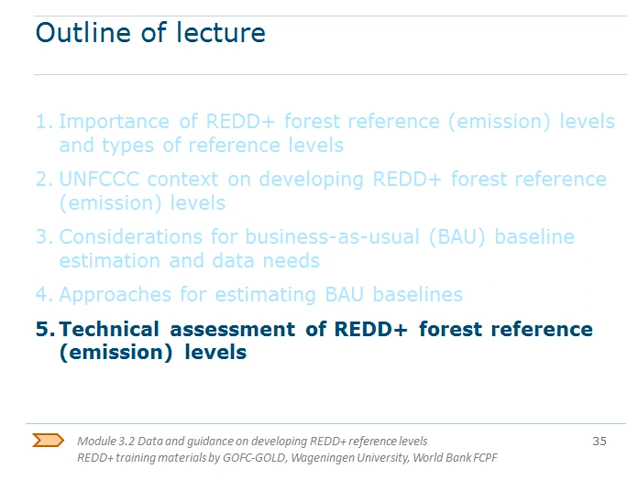 Outline of lecture
1. Importance of REDD+ forest reference (emission) levels
and types of reference levels
2. UNFCCC context on developing REDD+ forest reference
(emission) levels
3. Considerations for business-as-usual (BAU) baseline
estimation and data needs
4. Approaches for estimating BAU baselines
5. Technical assessment of REDD+ forest reference
(emission) levels
Module 3.2 Data and guidance on developing REDD+ reference levels
35
REDD+ training materials by GOFC-GOLD, Wageningen University, World Bank FCPF